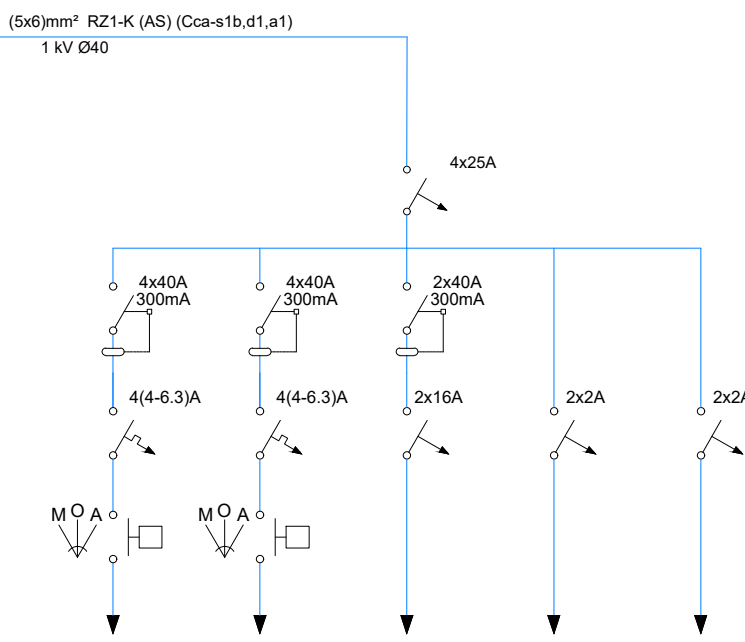 (5x6)mm² RZ1-K (AS) (Cca-s1b,d1,a1)
1 kV Ø40
4x25A
4x40A
300mA
4x40A
300mA
2x40A
300mA
4(4-6.3)A
4(4-6.3)A
2x16A
2x2A
2x2A
M O A
M O A